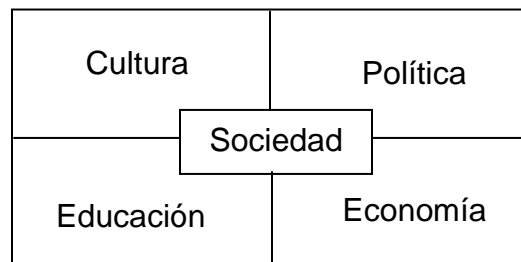 Cultura
Política
Sociedad
Educación
Economía